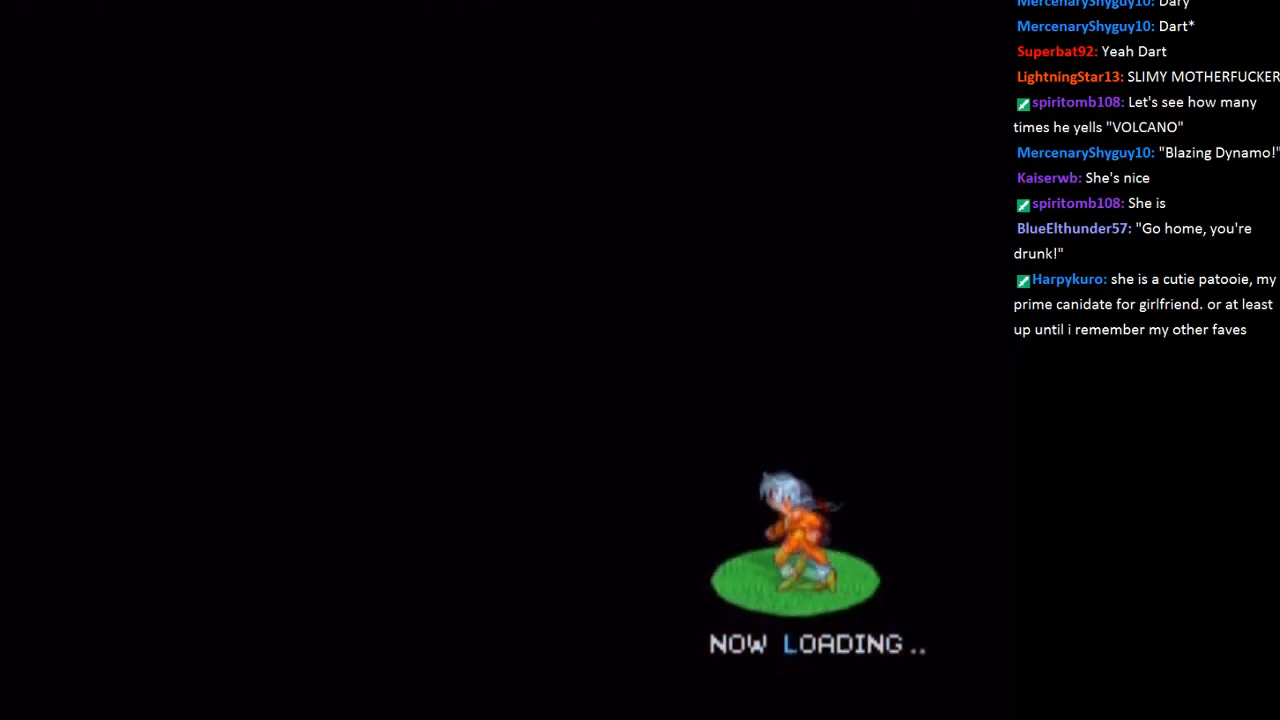 MercenaryShyguy10: Dary
MercenaryShyguy10: Dart*
Superbat92: Yeah Dart
LightningStar13: SLIMY MOTHERFUCKER
spiritomb108: Let's see how many
times he yells "VOLCANO"
MercenaryShyguy10: "Blazing Dynamo!"
Kaiserwb: She's nice
spiritomb108: She is
BlueElthunder57: "Go home, you're
drunk!"
Harpykuro: she is a cutie patooie, my
prime canidate for girlfriend. or at least
up until i remember my other faves
NOW LOADING..